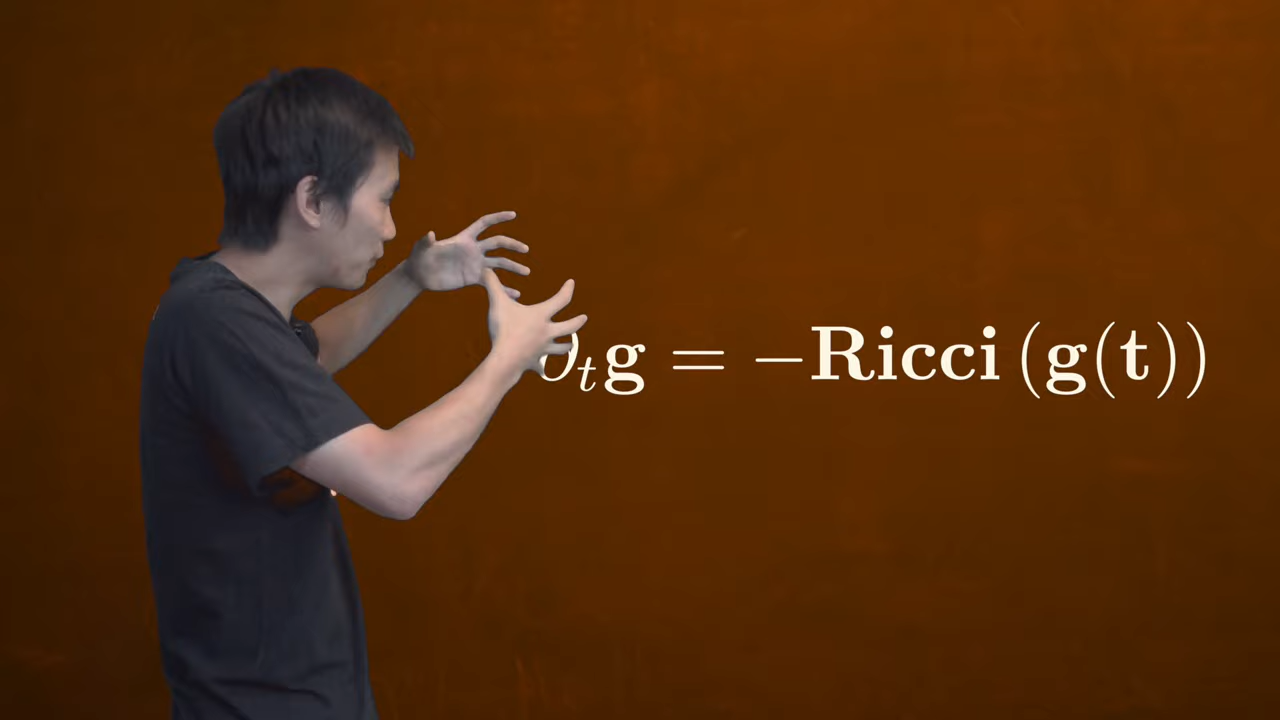 ∂ₜg = −Ricci (g(t))